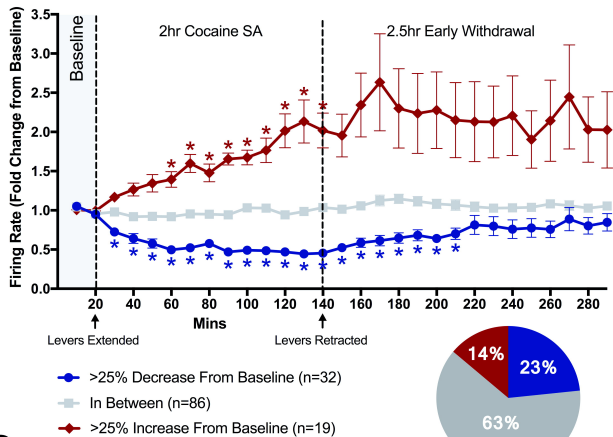 Firing Rate (Fold Change from Baseline)
3.5
3.0
2.5
2.0
1.5
1.0
0.5
0.0
Baseline
2hr Cocaine SA
2.5hr Early Withdrawal
* * * * * * * * *
* * * * * * * * * * * * * * * * * * *
20 40 60 80 100 120 140 160 180 200 220 240 260 280
Mins
Levers Extended
Levers Retracted
>25% Decrease From Baseline (n=32)
In Between (n=86)
>25% Increase From Baseline (n=19)
14%
23%
63%